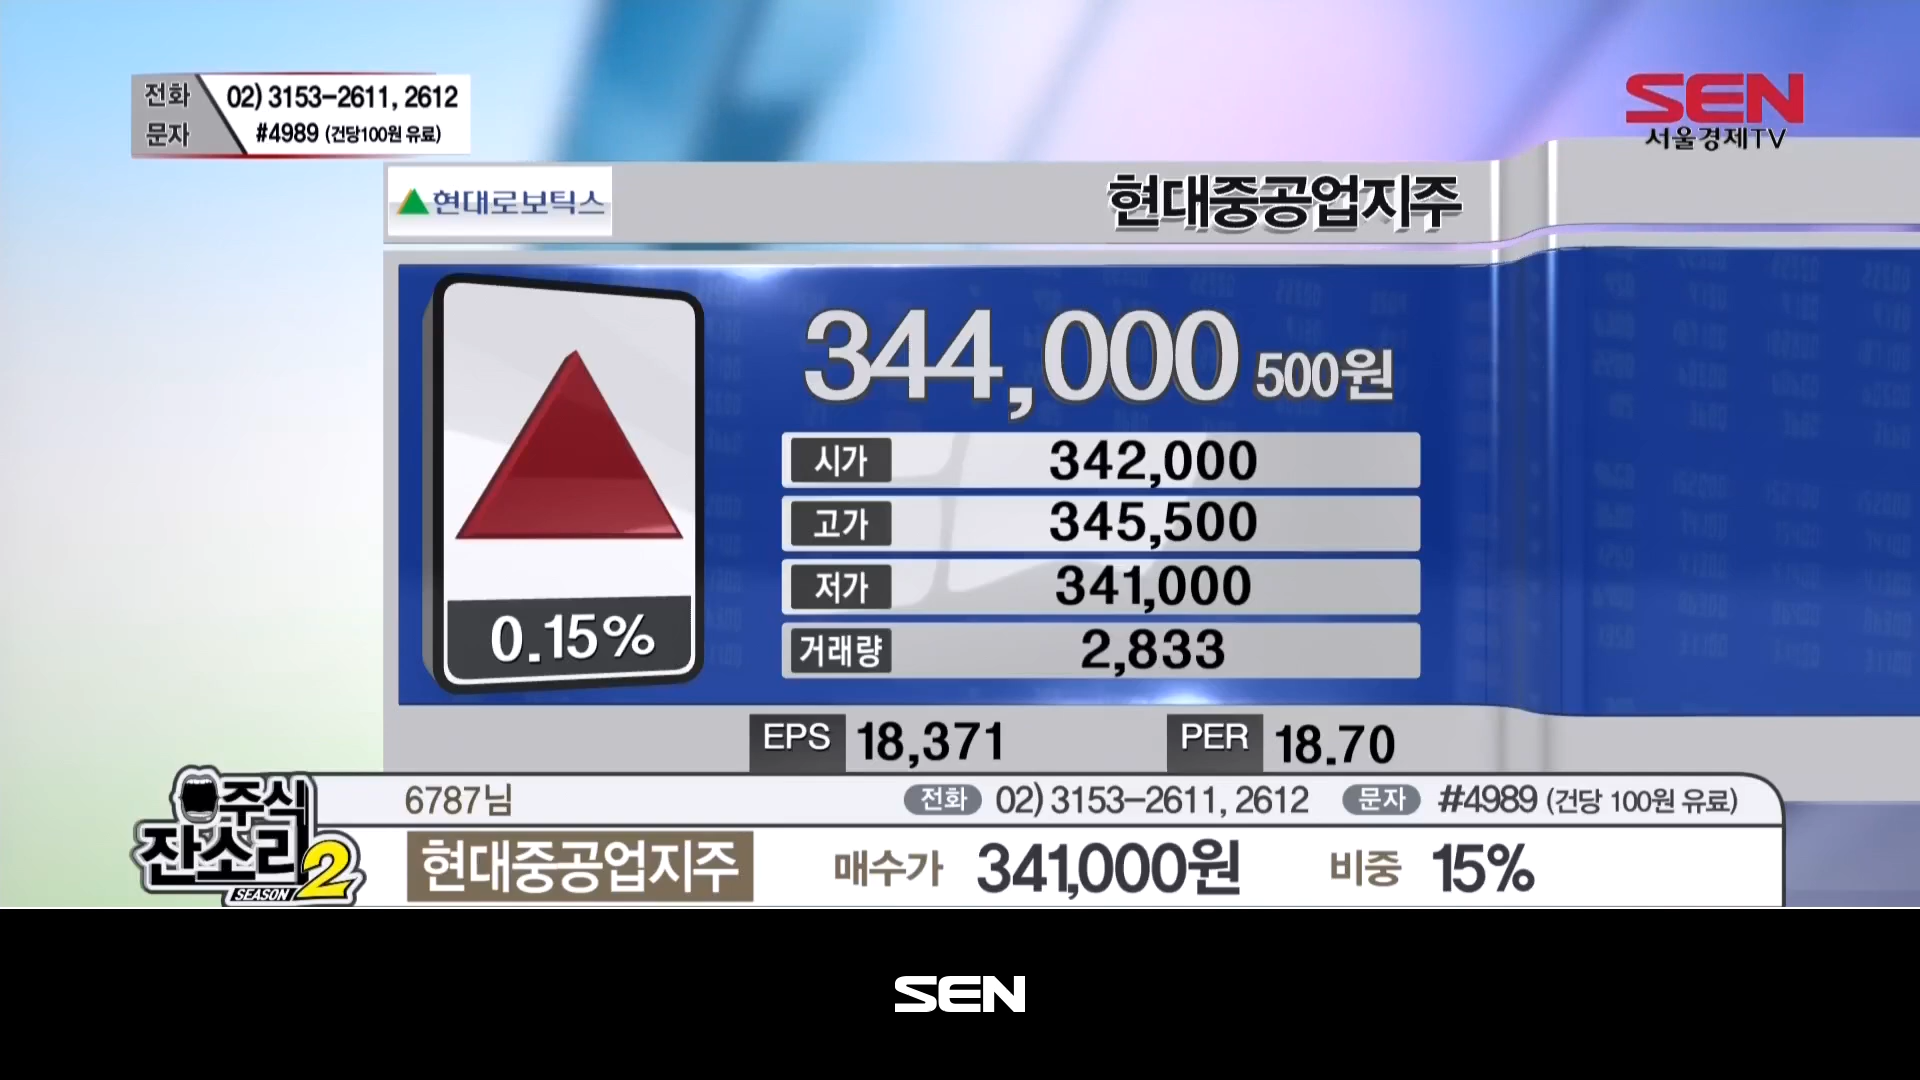 전화 02) 3153-2611, 2612
문자 #4989 (건당100원 유료)
SEN
서울경제TV
현대로보틱스
현대중공업지주
344,000 500원
0.15%
시가 342,000
고가 345,500
저가 341,000
거래량 2,833
EPS 18,371 PER 18.70
주식
잔소리2
SEASON
6787님 전화 02) 3153-2611, 2612 문자 #4989 (건당 100원 유료)
현대중공업지주 매수가 341,000원 비중 15%
SEN